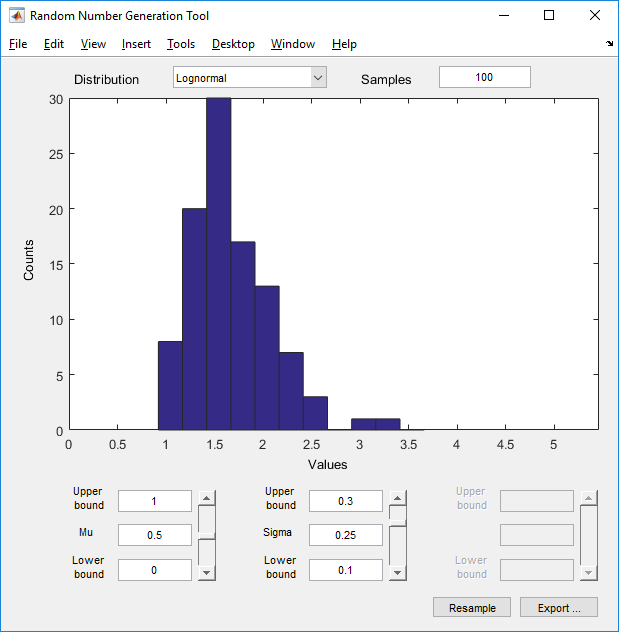 Random Number Generation Tool
File Edit View Insert Tools Desktop Window Help
Distribution Lognormal Samples 100
30
25
20
15
10
5
0
Counts
0 0.5 1 1.5 2 2.5 3 3.5 4 4.5 5
Values
Upper bound 1 Upper bound 0.3 Upper bound
Mu 0.5 Sigma 0.25
Lower bound 0 Lower bound 0.1 Lower bound
Resample Export ...